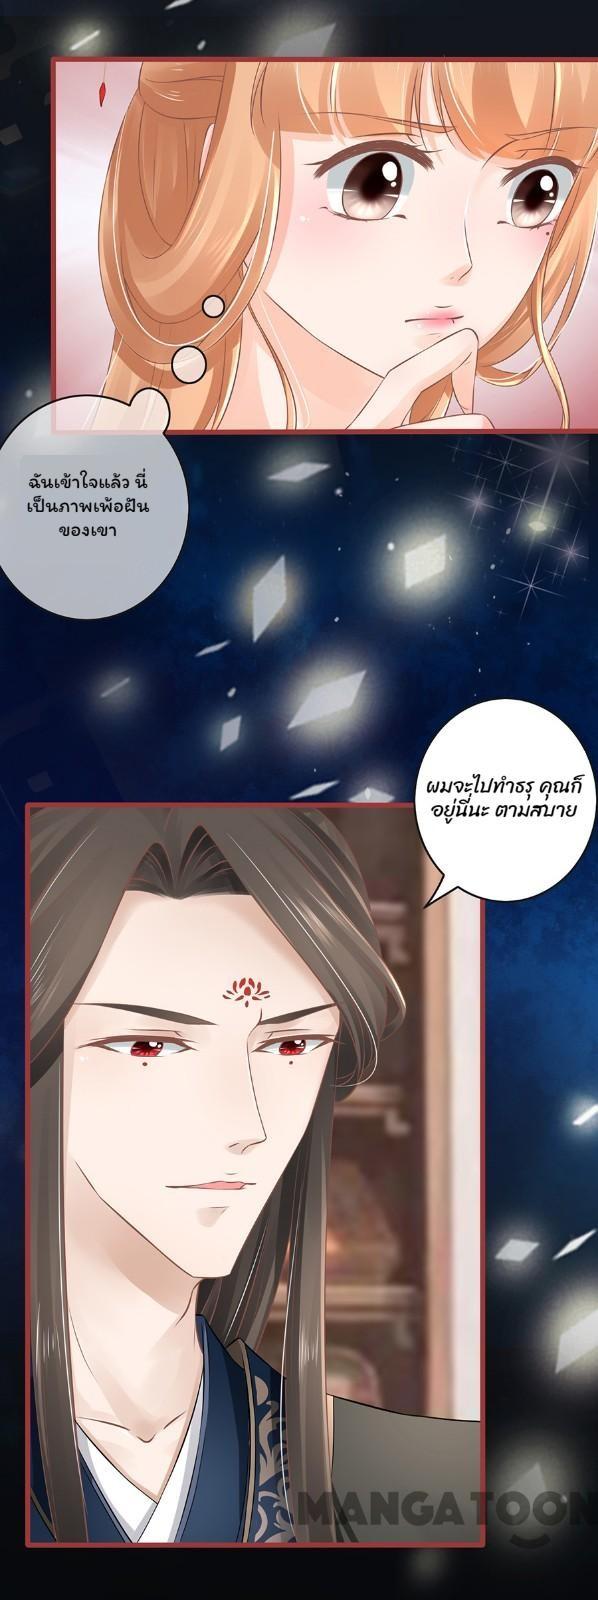 ฉันเข้าใจแล้ว นี่
เป็นภาพเพ้อฝัน
ของเขา
ผมจะไปทำธุร คุณก็
อยู่นี่นะ ตามสบาย
MANGATOON